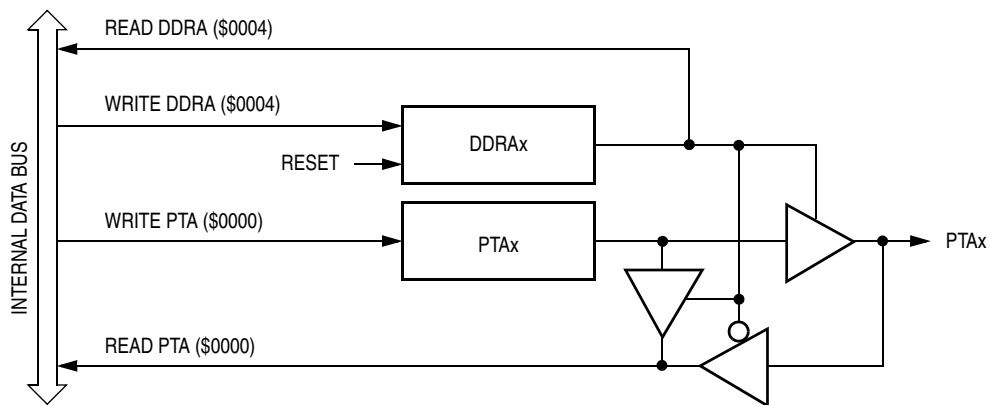 READ DDRA ($0004)
WRITE DDRA ($0004)
DDRAx
RESET
WRITE PTA ($0000)
PTAx
PTAx
READ PTA ($0000)
INTERNAL DATA BUS